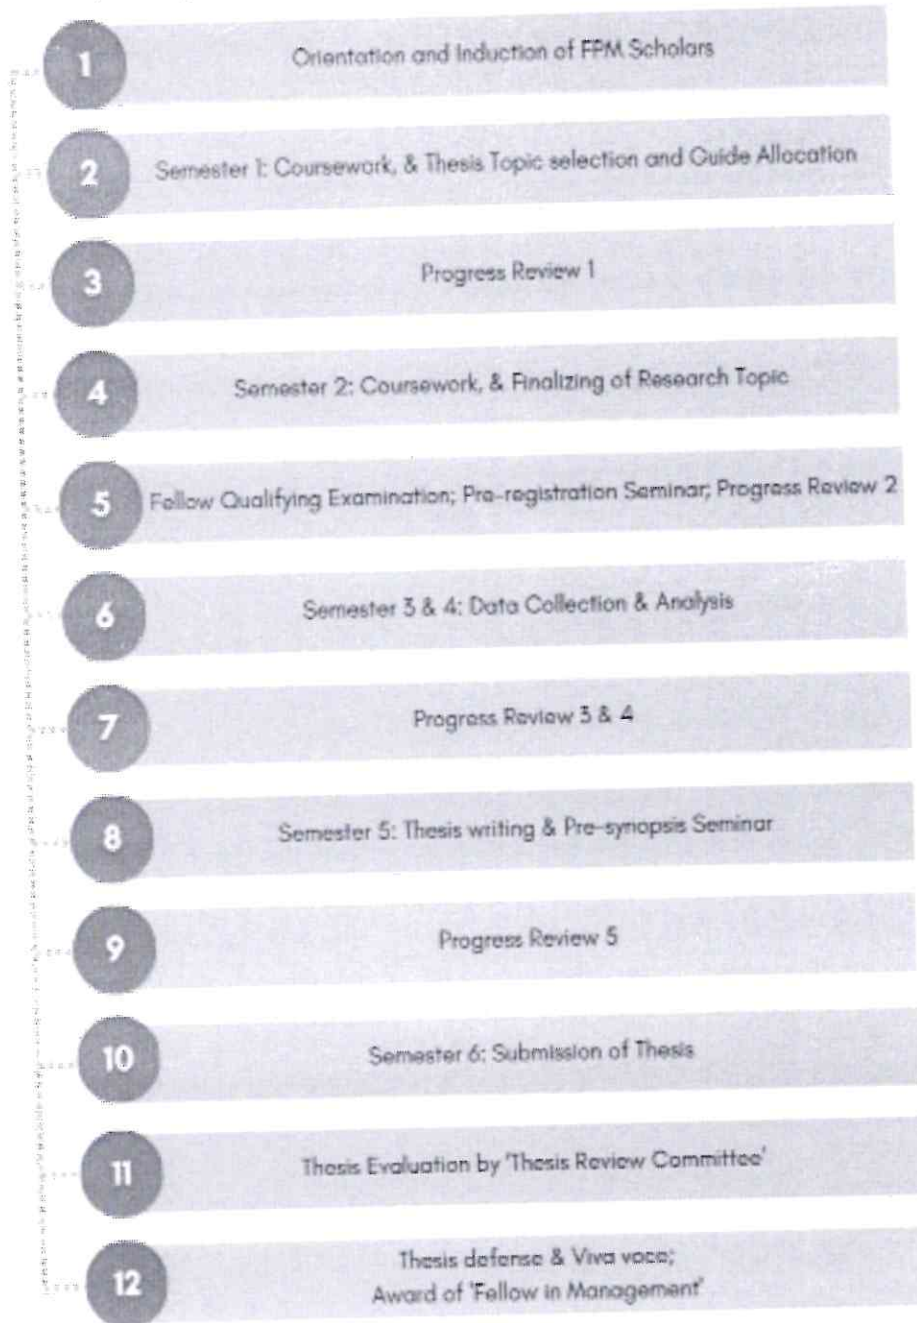 1 Orientation and Induction of FPM Scholars
2 Semester 1: Coursework, & Thesis Topic selection and Guide Allocation
3 Progress Review 1
4 Semester 2: Coursework, & Finalizing of Research Topic
5 Fellow Qualifying Examination; Pre-registration Seminar; Progress Review 2
6 Semester 3 & 4: Data Collection & Analysis
7 Progress Review 3 & 4
8 Semester 5: Thesis writing & Pre-synopsis Seminar
9 Progress Review 5
10 Semester 6: Submission of Thesis
11 Thesis Evaluation by 'Thesis Review Committee'
12 Thesis defense & Viva voce;
Award of 'Fellow in Management'